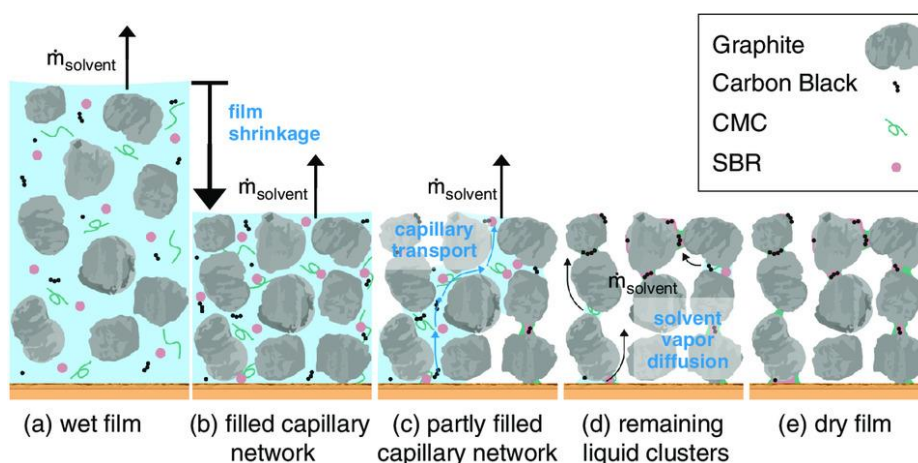 ṁsolvent
film
shrinkage
ṁsolvent
ṁsolvent
capillary
transport
ṁsolvent
solvent
vapor
diffusion
Graphite
Carbon Black
CMC
SBR
(a) wet film
(b) filled capillary
network
(c) partly filled
capillary network
(d) remaining
liquid clusters
(e) dry film